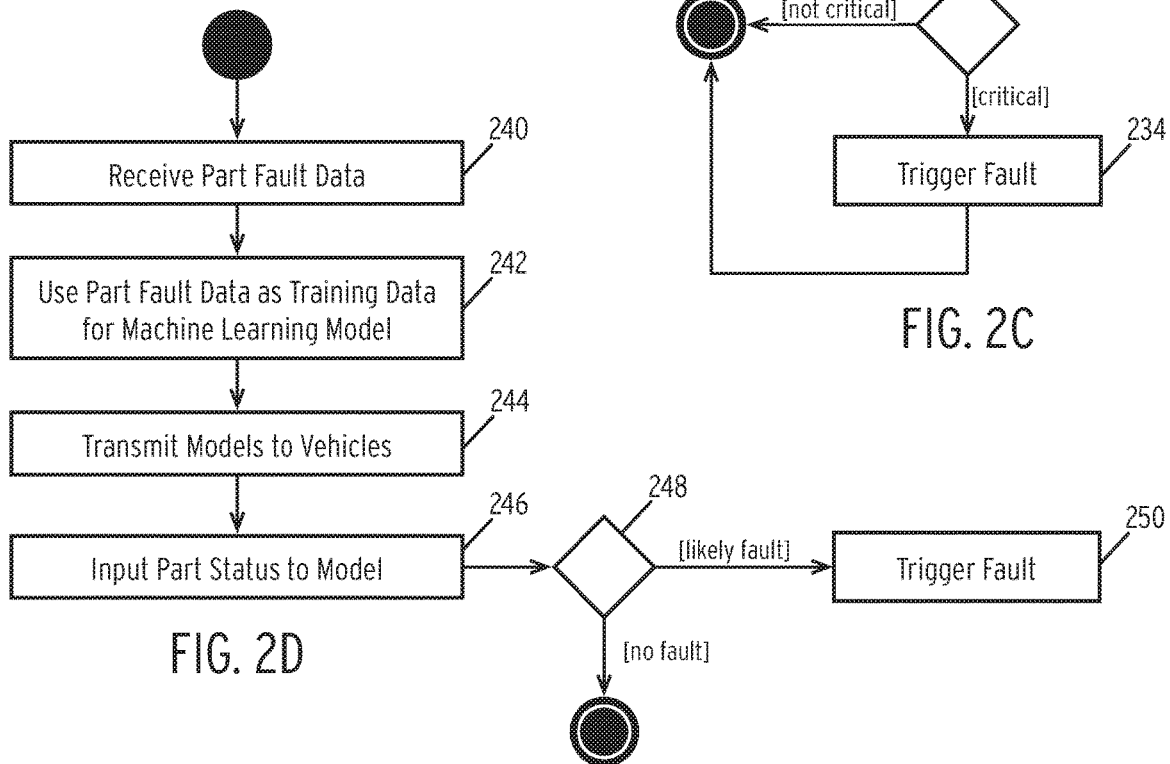 [not critical]
[critical]
234
Trigger Fault
FIG. 2C
240
Receive Part Fault Data
242
Use Part Fault Data as Training Data
for Machine Learning Model
244
Transmit Models to Vehicles
246
Input Part Status to Model
248
[likely fault]
250
Trigger Fault
[no fault]
FIG. 2D